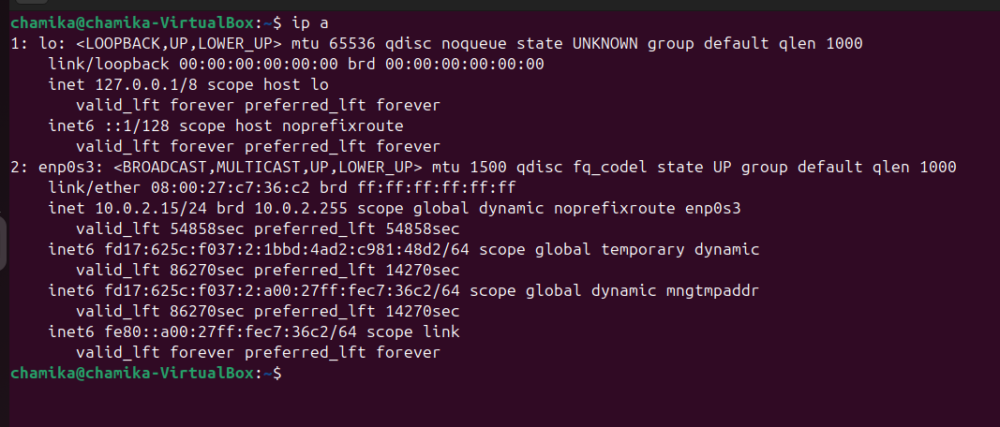 chamika@chamika-VirtualBox:~$ ip a
1: lo: <LOOPBACK,UP,LOWER_UP> mtu 65536 qdisc noqueue state UNKNOWN group default qlen 1000
    link/loopback 00:00:00:00:00:00 brd 00:00:00:00:00:00
    inet 127.0.0.1/8 scope host lo
       valid_lft forever preferred_lft forever
    inet6 ::1/128 scope host noprefixroute
       valid_lft forever preferred_lft forever
2: enp0s3: <BROADCAST,MULTICAST,UP,LOWER_UP> mtu 1500 qdisc fq_codel state UP group default qlen 1000
    link/ether 08:00:27:c7:36:c2 brd ff:ff:ff:ff:ff:ff
    inet 10.0.2.15/24 brd 10.0.2.255 scope global dynamic noprefixroute enp0s3
       valid_lft 54858sec preferred_lft 54858sec
    inet6 fd17:625c:f037:2:1bbd:4ad2:c981:48d2/64 scope global temporary dynamic
       valid_lft 86270sec preferred_lft 14270sec
    inet6 fd17:625c:f037:2:a00:27ff:fec7:36c2/64 scope global dynamic mngtmpaddr
       valid_lft 86270sec preferred_lft 14270sec
    inet6 fe80::a00:27ff:fec7:36c2/64 scope link
       valid_lft forever preferred_lft forever
chamika@chamika-VirtualBox:~$